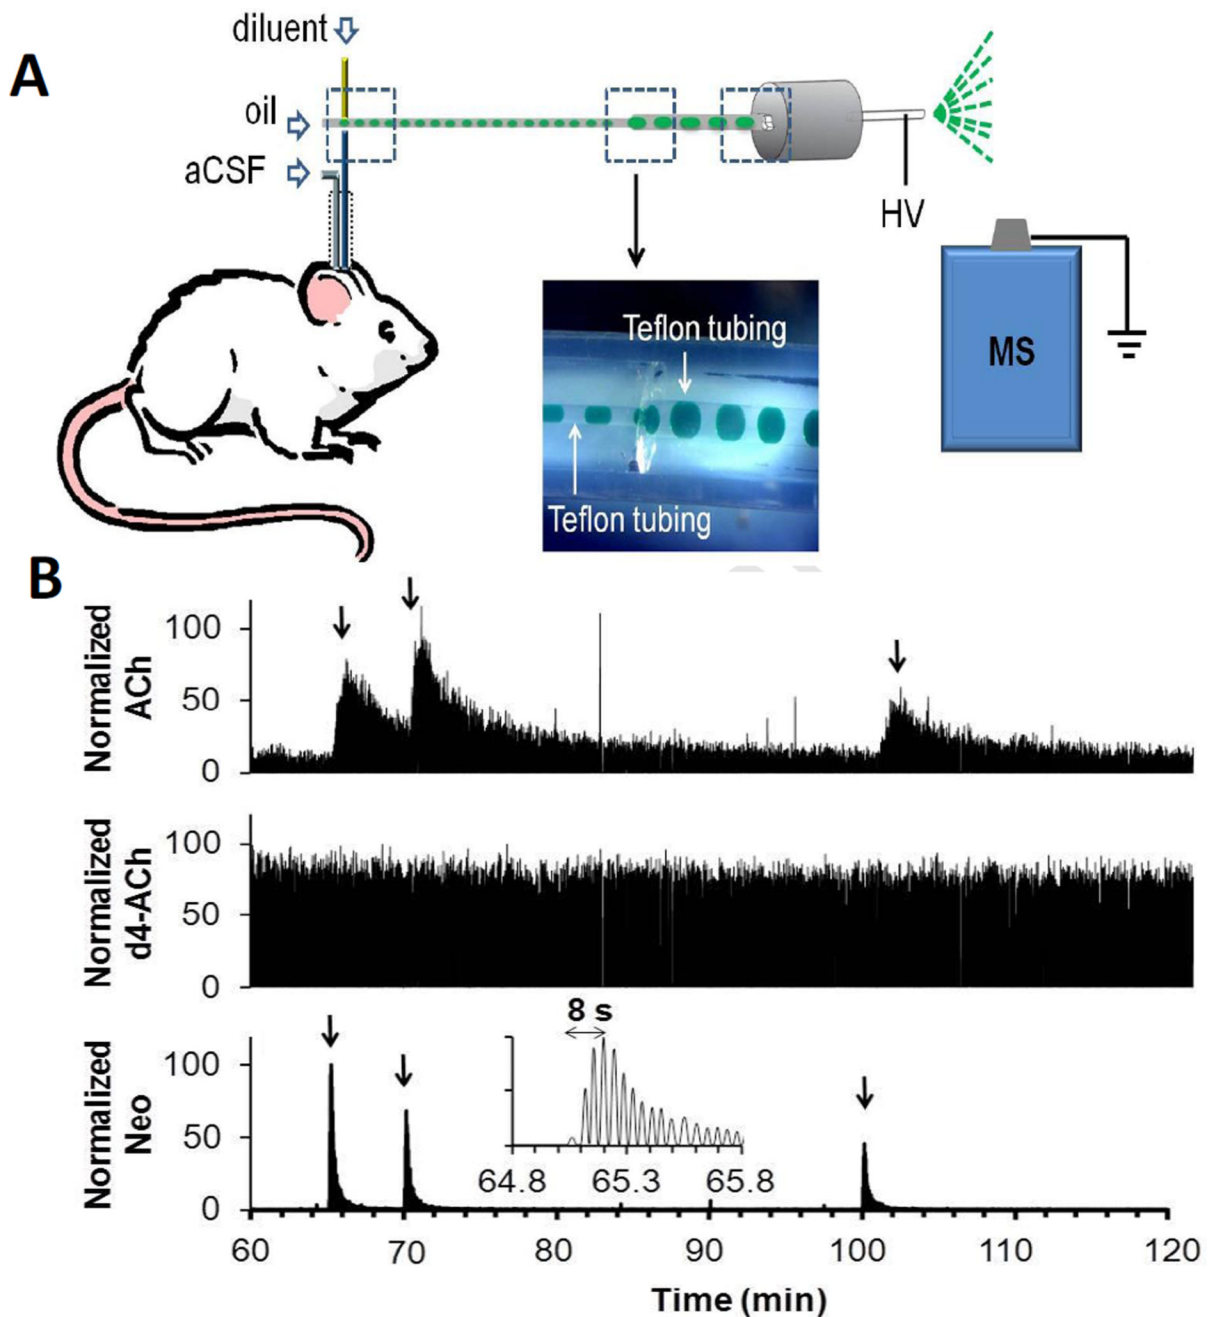 A
diluent
oil
aCSF
HV
MS
Teflon tubing
Teflon tubing
B
Normalized
ACh
100
50
0
Normalized
d4-ACh
100
50
0
Normalized
Neo
100
50
0
8 s
64.8 65.3 65.8
60 70 80 90 100 110 120
Time (min)